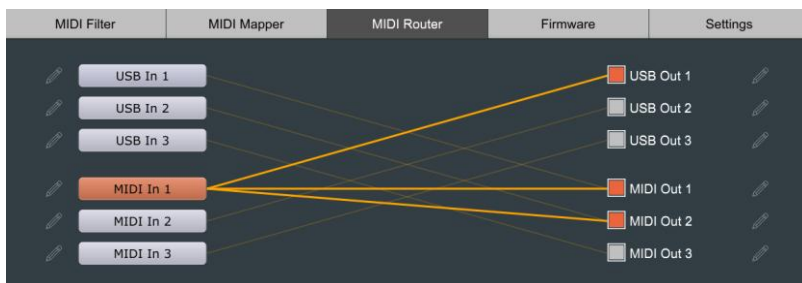 MIDI Filter MIDI Mapper MIDI Router Firmware Settings
USB In 1 USB Out 1
USB In 2 USB Out 2
USB In 3 USB Out 3
MIDI In 1 MIDI Out 1
MIDI In 2 MIDI Out 2
MIDI In 3 MIDI Out 3